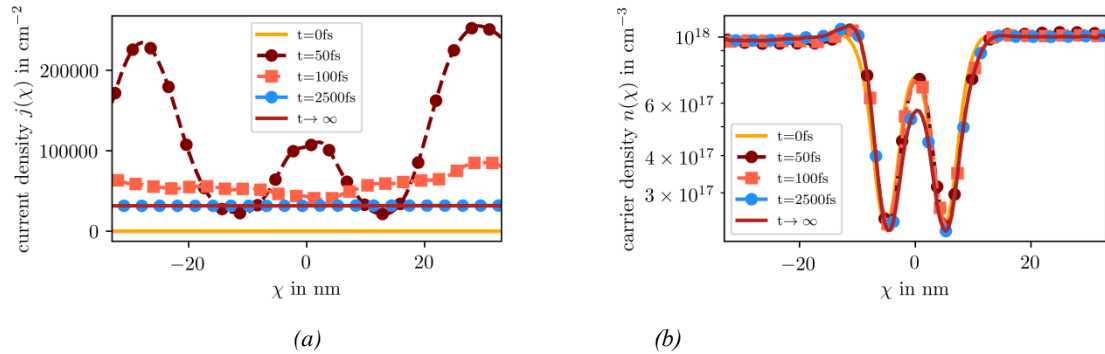 current density j(χ) in cm⁻²
200000
100000
0
t=0fs
t=50fs
t=100fs
t=2500fs
t→ ∞
−20
0
20
χ in nm
(a)
carrier density n(χ) in cm⁻³
10¹⁸
6 × 10¹⁷
4 × 10¹⁷
3 × 10¹⁷
t=0fs
t=50fs
t=100fs
t=2500fs
t→ ∞
−20
0
20
χ in nm
(b)